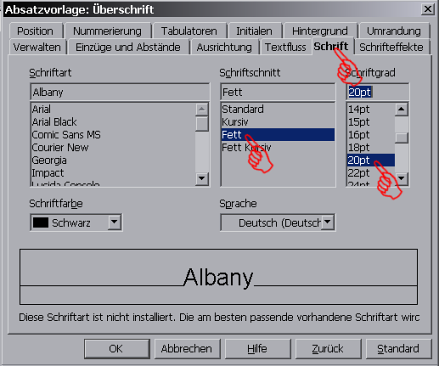 Absatzvorlage: Überschrift
Position Nummerierung Tabulatoren Initialen Hintergrund Umrandung
Verwalten Einzüge und Abstände Ausrichtung Textfluss Schrift Schrifteffekte
Schriftart Schriftschnitt Schriftgrad
Albany Fett 20pt
Arial Standard 14pt
Arial Black Kursiv 15pt
Comic Sans MS Fett 16pt
Courier New Fett Kursiv 18pt
Georgia 20pt
Impact 22pt
Lucida Console 24pt
Schriftfarbe Sprache
Schwarz Deutsch (Deutsch
Albany
Diese Schriftart ist nicht installiert. Die am besten passende vorhandene Schriftart wird
OK Abbrechen Hilfe Zurück Standard